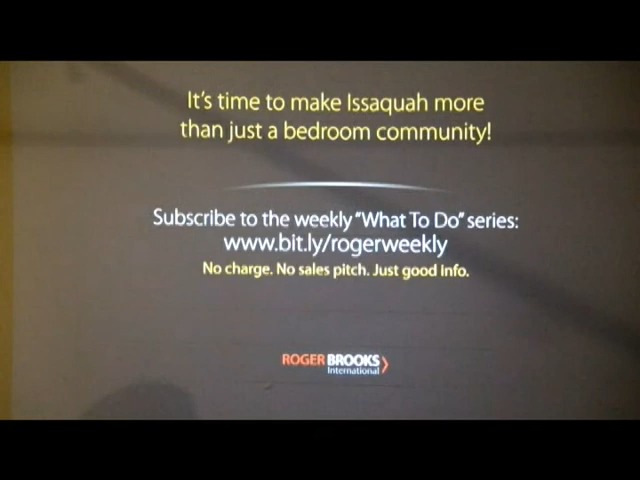 It's time to make Issaquah more
than just a bedroom community!
Subscribe to the weekly “What To Do” series:
www.bit.ly/rogerweekly
No charge. No sales pitch. Just good info.
ROGER BROOKS
International